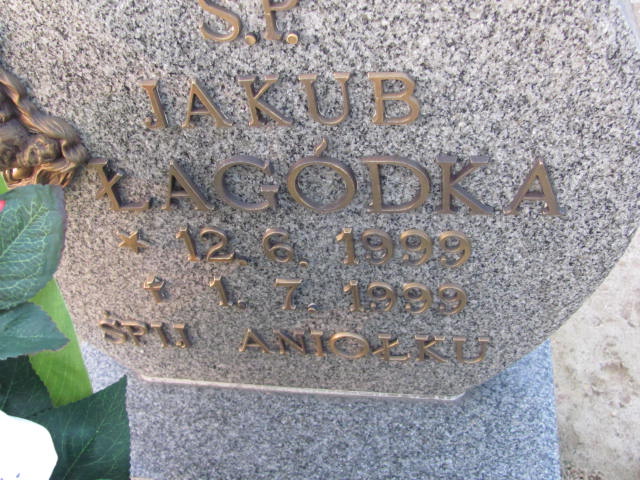 Ś.P.
JAKUB
ŁAGÓDKA
* 12. 6. 1999
† 1. 7. 1999
ŚPIJ ANIOŁKU